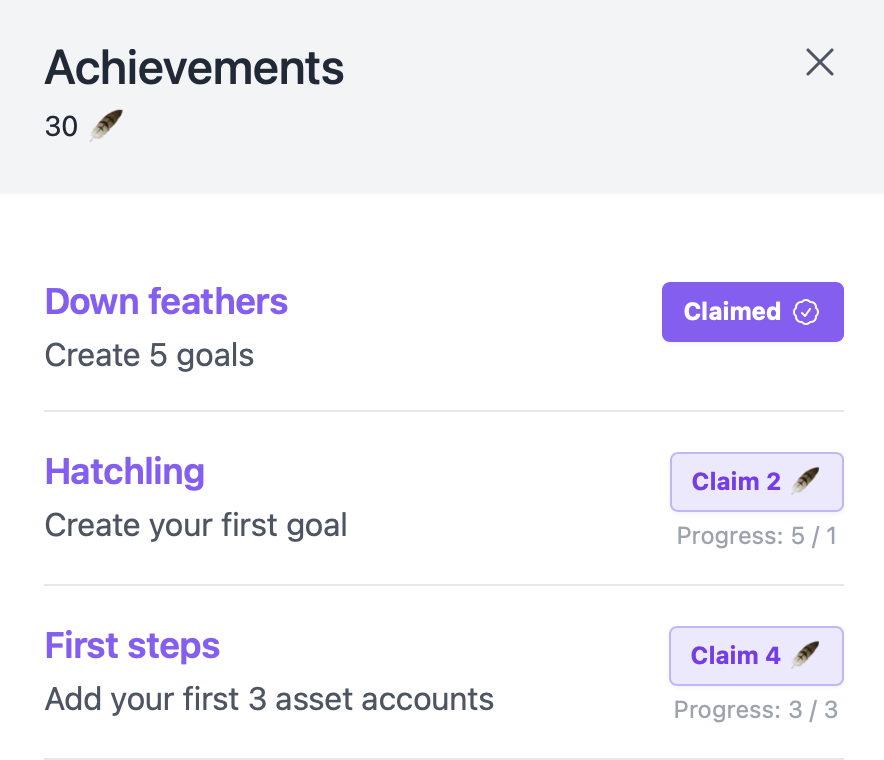 Achievements
30 🪶
Down feathers
Claimed
Create 5 goals
Hatchling
Claim 2 🪶
Create your first goal
Progress: 5 / 1
First steps
Claim 4 🪶
Add your first 3 asset accounts
Progress: 3 / 3